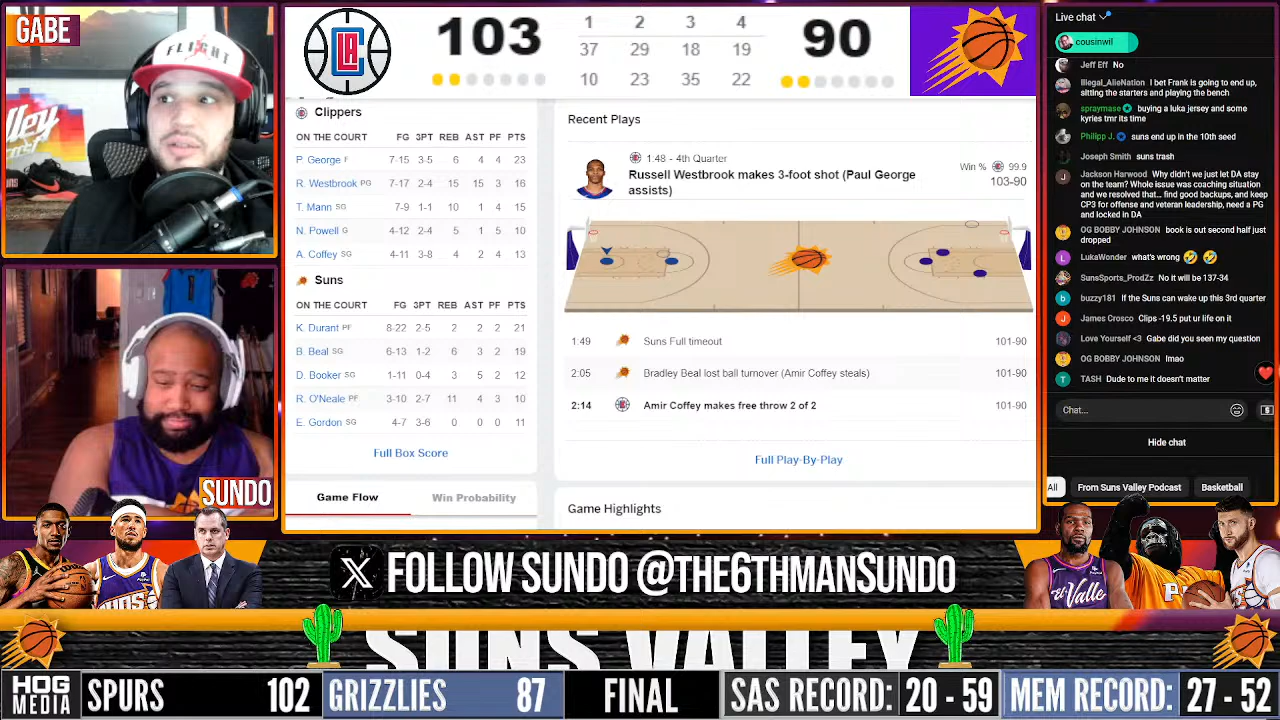 GABE
FLIGHT
SUNDO
LA
103
1 2 3 4
37 29 18 19
10 23 35 22
90
Clippers
ON THE COURT FG 3PT REB AST PF PTS
P. George F 7-15 3-5 6 4 4 23
R. Westbrook PG 7-17 2-4 15 15 3 16
T. Mann SG 7-9 1-1 10 1 4 15
N. Powell G 4-12 2-4 5 1 5 10
A. Coffey SG 4-11 3-8 4 2 4 13
Suns
ON THE COURT FG 3PT REB AST PF PTS
K. Durant PF 8-22 2-5 2 2 2 21
B. Beal SG 6-13 1-2 6 3 2 19
D. Booker SG 1-11 0-4 3 5 2 12
R. O'Neale PF 3-10 2-7 11 4 3 10
E. Gordon SG 4-7 3-6 0 0 0 11
Full Box Score
Game Flow Win Probability
Recent Plays
1:48 - 4th Quarter
Russell Westbrook makes 3-foot shot (Paul George
assists)
Win % 99.9
103-90
1:49 Suns Full timeout 101-90
2:05 Bradley Beal lost ball turnover (Amir Coffey steals) 101-90
2:14 Amir Coffey makes free throw 2 of 2 101-90
Full Play-By-Play
Game Highlights
Live chat
cousinwil
Jeff Eff No
Illegal_AlieNation I bet Frank is going to end up,
sitting the starters and playing the bench
spraymase buying a luka jersey and some
kyries tmr its time
Philipp J. suns end up in the 10th seed
Joseph Smith suns trash
Jackson Harwood Why didn't we just let DA stay
on the team? Whole issue was coaching situation
and we resolved that... find good backups, and keep
CP3 for offense and veteran leadership, need a PG
and locked in DA
OG BOBBY JOHNSON book is out second half just
dropped
LukaWonder what's wrong 🤣 🤣
SunsSports_ProdZz No it will be 137-34
buzzy181 If the Suns can wake up this 3rd quarter
James Crosco Clips -19.5 put ur life on it
Love Yourself <3 Gabe did you seen my question
OG BOBBY JOHNSON lmao
TASH Dude to me it doesn't matter
Chat...
Hide chat
All From Suns Valley Podcast Basketball
X FOLLOW SUNDO @THE6THMANSUNDO
SUNS VALLEY
HOG
MEDIA
SPURS 102 GRIZZLIES 87 FINAL SAS RECORD: 20 - 59 MEM RECORD: 27 - 52